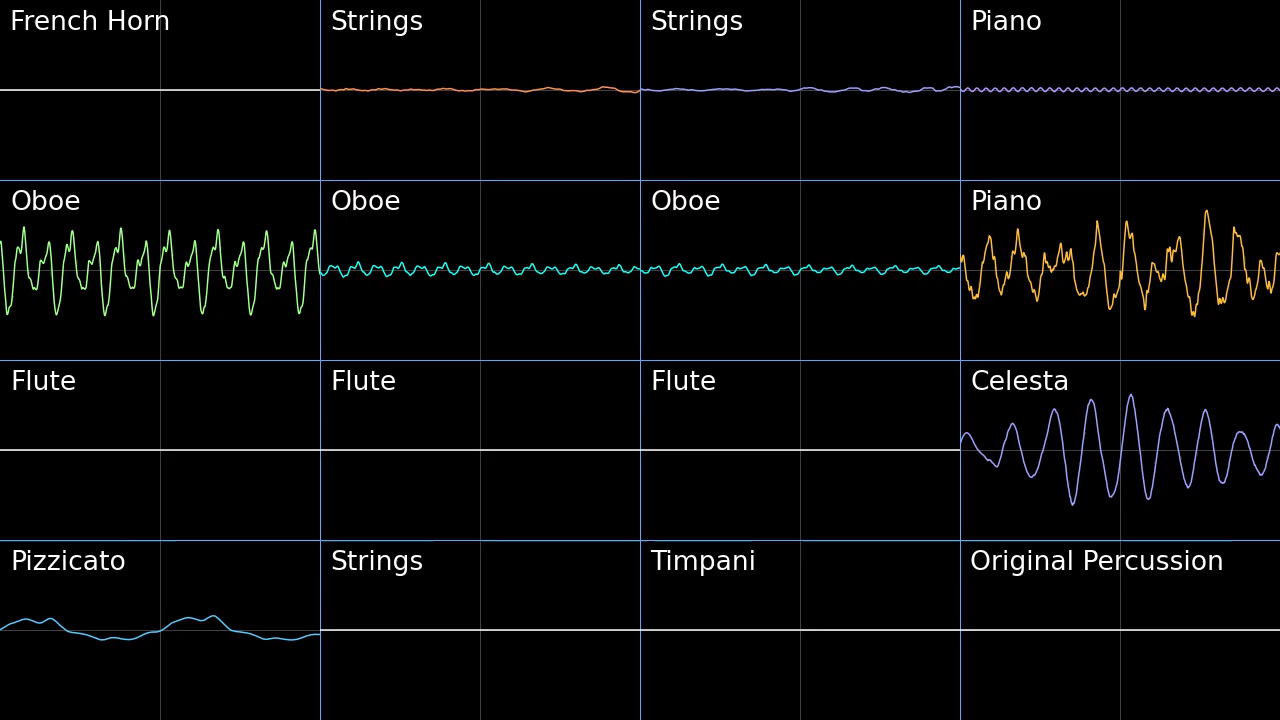 French Horn
Strings
Strings
Piano
Oboe
Oboe
Oboe
Piano
Flute
Flute
Flute
Celesta
Pizzicato
Strings
Timpani
Original Percussion